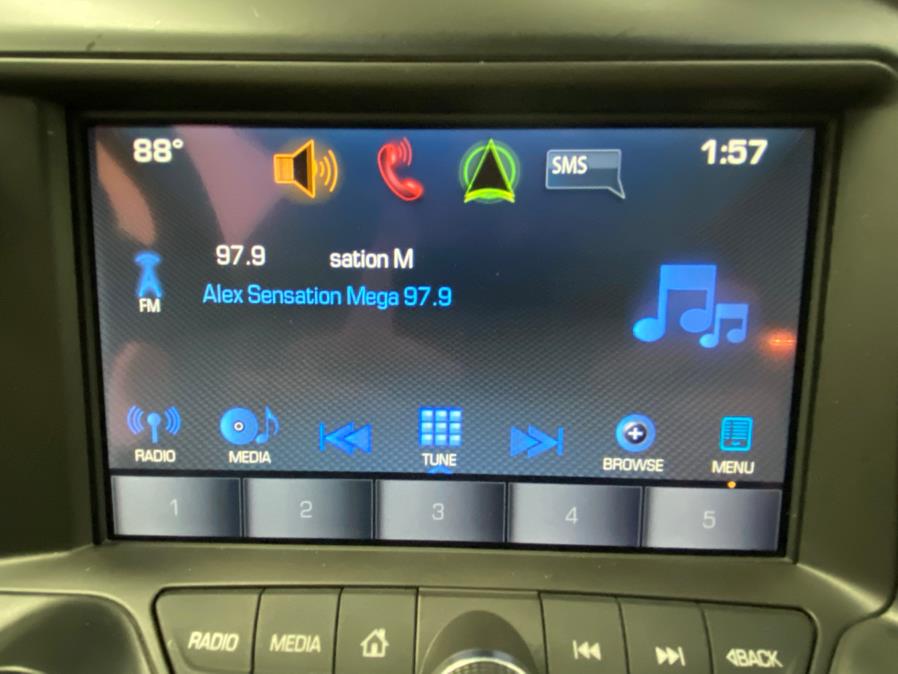 88°
SMS
1:57
97.9 sation M
FM
Alex Sensation Mega 97.9
RADIO MEDIA TUNE BROWSE MENU
1 2 3 4 5
RADIO MEDIA BACK